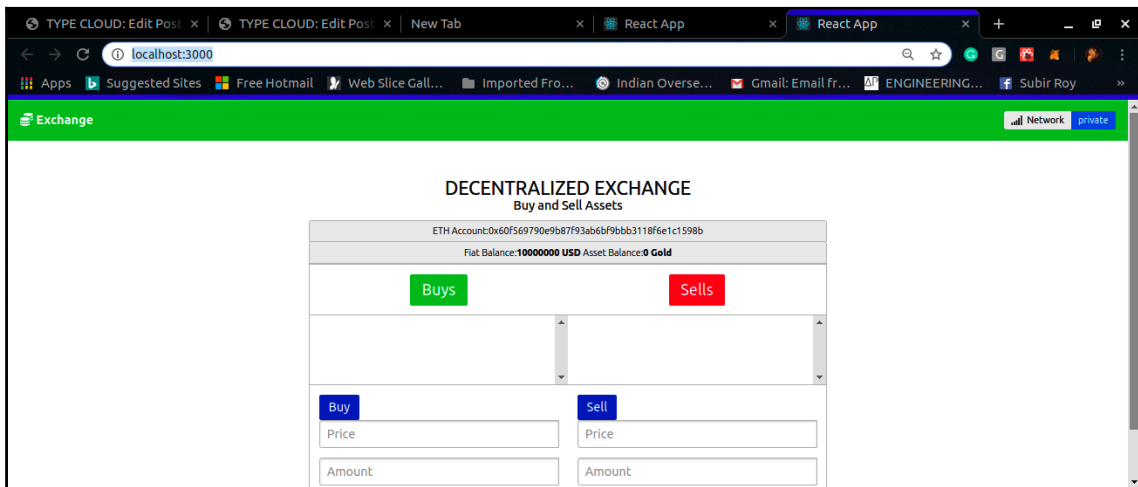 TYPE CLOUD: Edit Post TYPE CLOUD: Edit Post New Tab React App React App
localhost:3000
Apps Suggested Sites Free Hotmail Web Slice Gall... Imported Fro... Indian Overse... Gmail: Email fr... ENGINEERING... Subir Roy »
Exchange Network private
DECENTRALIZED EXCHANGE
Buy and Sell Assets
ETH Account:0x60f569790e9b87f93ab6bf9bbb3118f6e1c1598b
Fiat Balance:10000000 USD Asset Balance:0 Gold
Buys Sells
Buy Sell
Price Price
Amount Amount